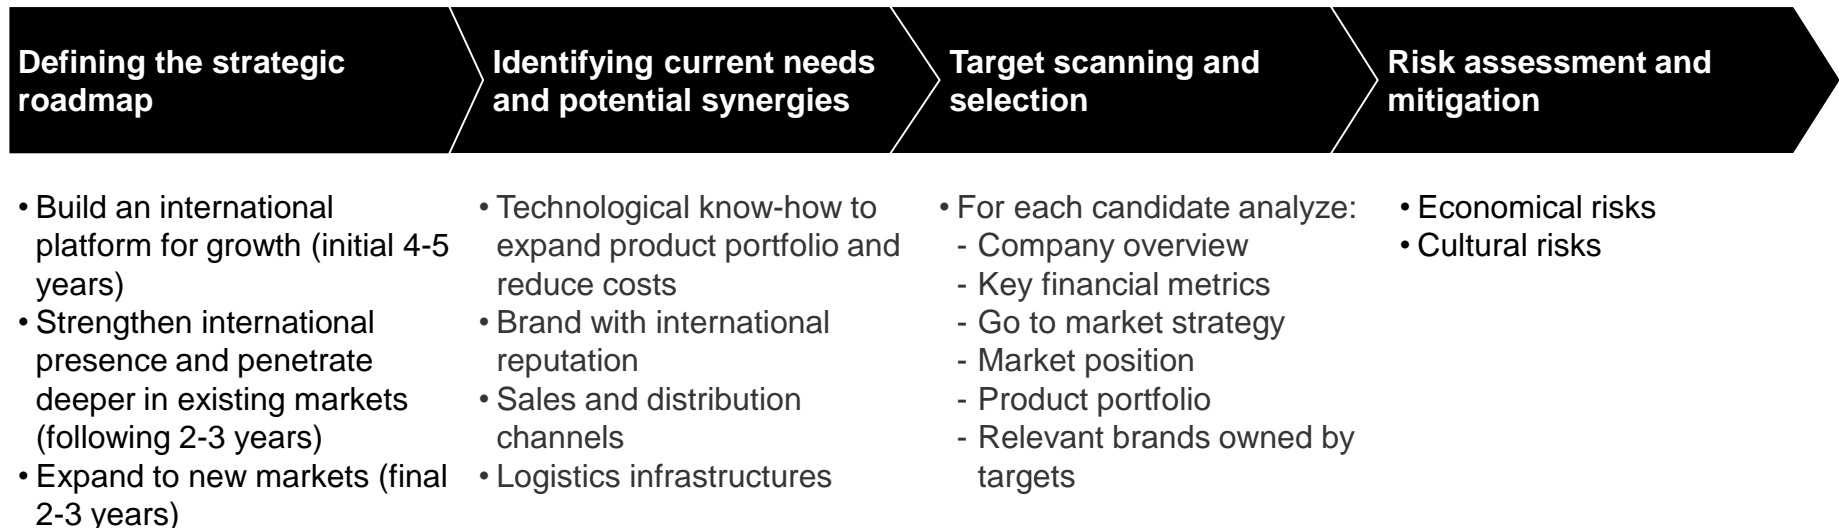 Defining the strategic
roadmap
Identifying current needs
and potential synergies
Target scanning and
selection
Risk assessment and
mitigation
• Build an international
platform for growth (initial 4-5
years)
• Strengthen international
presence and penetrate
deeper in existing markets
(following 2-3 years)
• Expand to new markets (final
2-3 years)
• Technological know-how to
expand product portfolio and
reduce costs
• Brand with international
reputation
• Sales and distribution
channels
• Logistics infrastructures
• For each candidate analyze:
- Company overview
- Key financial metrics
- Go to market strategy
- Market position
- Product portfolio
- Relevant brands owned by
targets
• Economical risks
• Cultural risks